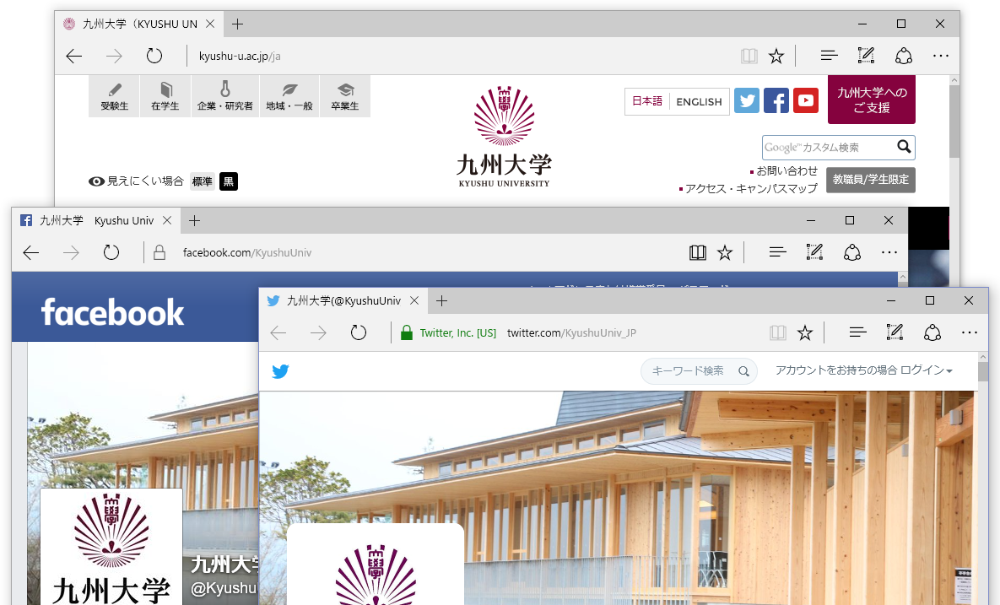 九州大学（KYUSHU UN
kyushu-u.ac.jp/ja
受験生
在学生
企業・研究者
地域・一般
卒業生
日本語
ENGLISH
九州大学への
ご支援
Google™カスタム検索
九州大学
KYUSHU UNIVERSITY
見えにくい場合
標準
黒
お問い合わせ
アクセス・キャンパスマップ
教職員/学生限定
九州大学 Kyushu Univ
facebook.com/KyushuUniv
facebook
九州大学
@Kyushu
九州大学
九州大学(@KyushuUniv
Twitter, Inc. [US]
twitter.com/KyushuUniv_JP
キーワード検索
アカウントをお持ちの場合 ログイン